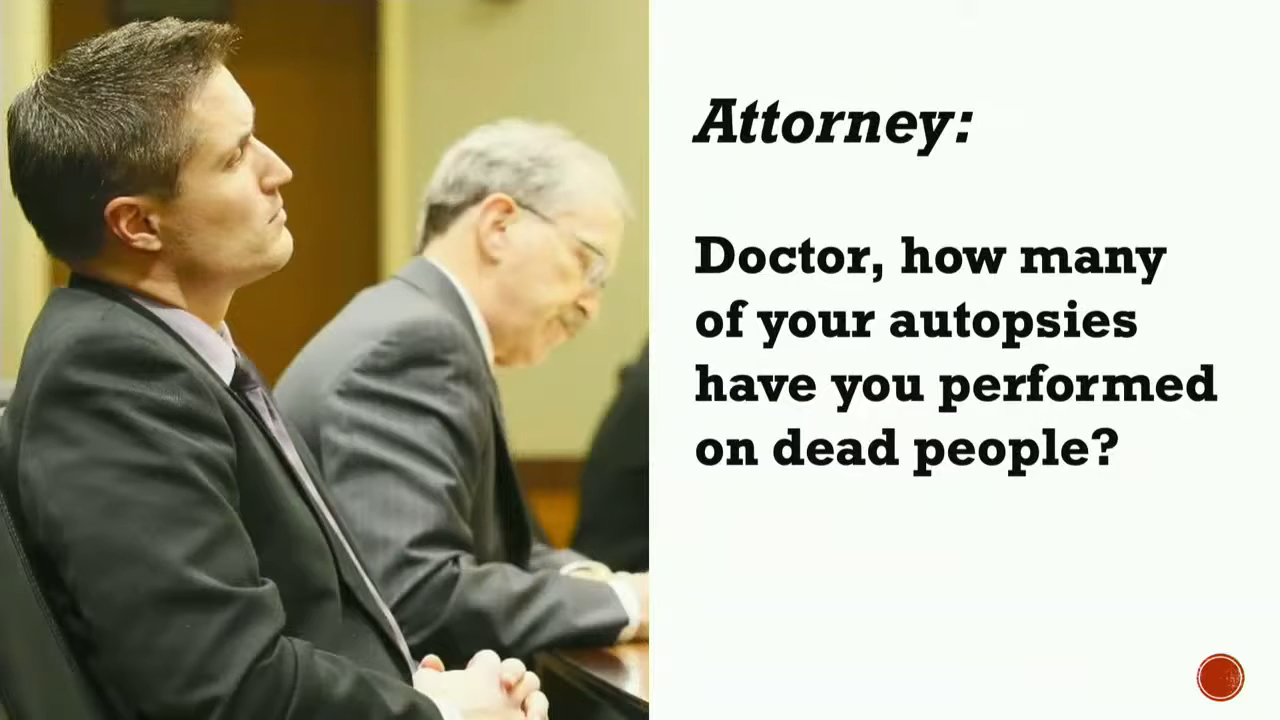 Attorney:
Doctor, how many
of your autopsies
have you performed
on dead people?